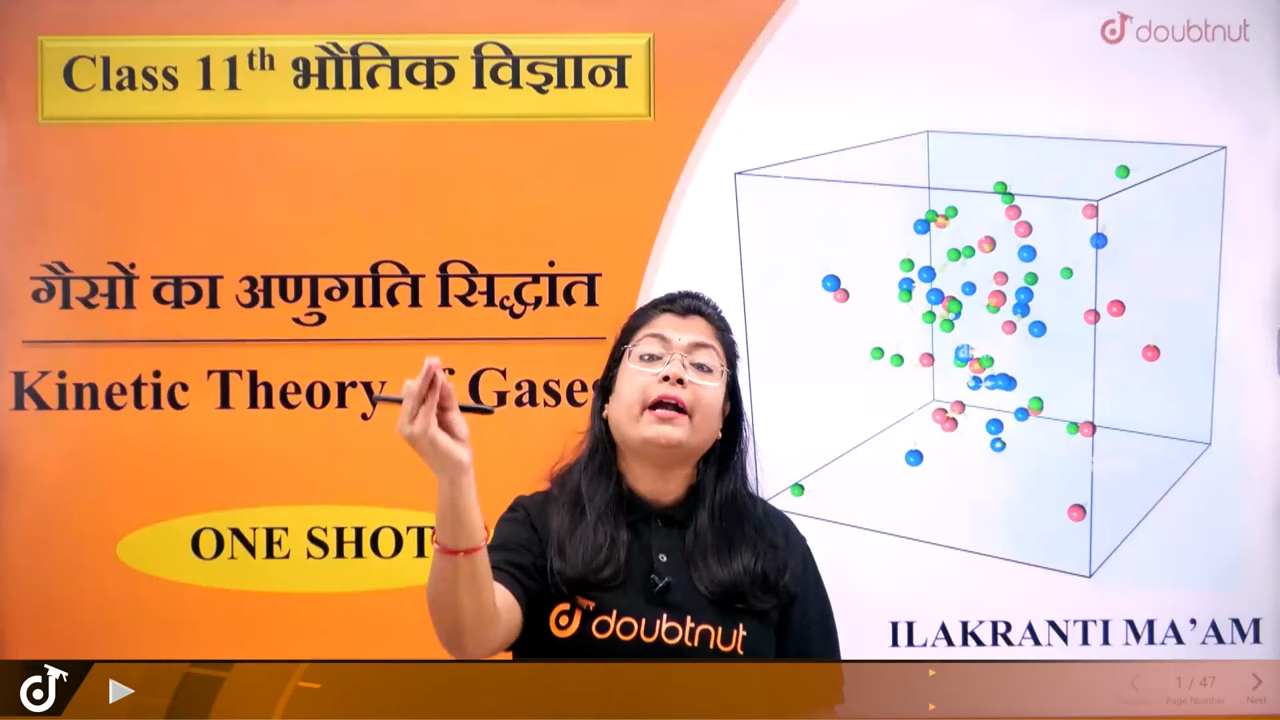 doubtnut
Class 11th भौतिक विज्ञान
गैसों का अणुगति सिद्धांत
Kinetic Theory of Gases
ONE SHOT
doubtnut
ILAKRANTI MA'AM
1 / 47
Page Number
Next